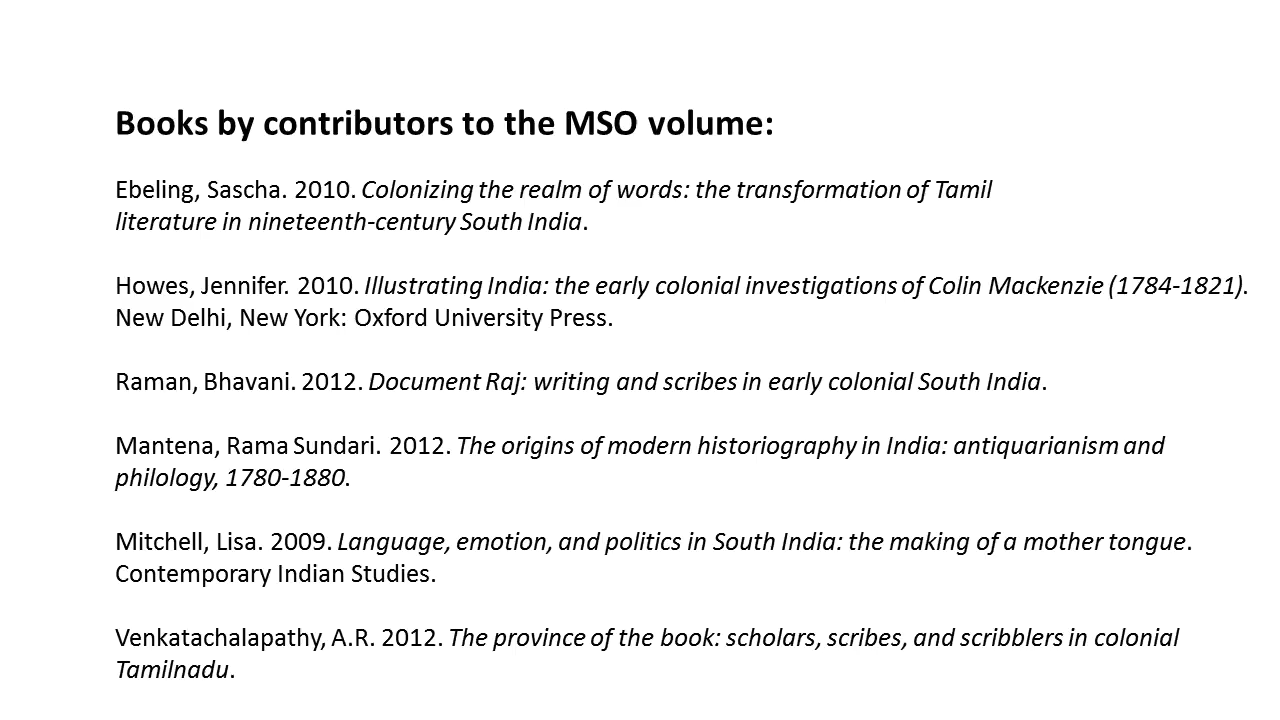 Books by contributors to the MSO volume:
Ebeling, Sascha. 2010. Colonizing the realm of words: the transformation of Tamil
literature in nineteenth-century South India.
Howes, Jennifer. 2010. Illustrating India: the early colonial investigations of Colin Mackenzie (1784-1821).
New Delhi, New York: Oxford University Press.
Raman, Bhavani. 2012. Document Raj: writing and scribes in early colonial South India.
Mantena, Rama Sundari. 2012. The origins of modern historiography in India: antiquarianism and
philology, 1780-1880.
Mitchell, Lisa. 2009. Language, emotion, and politics in South India: the making of a mother tongue.
Contemporary Indian Studies.
Venkatachalapathy, A.R. 2012. The province of the book: scholars, scribes, and scribblers in colonial
Tamilnadu.